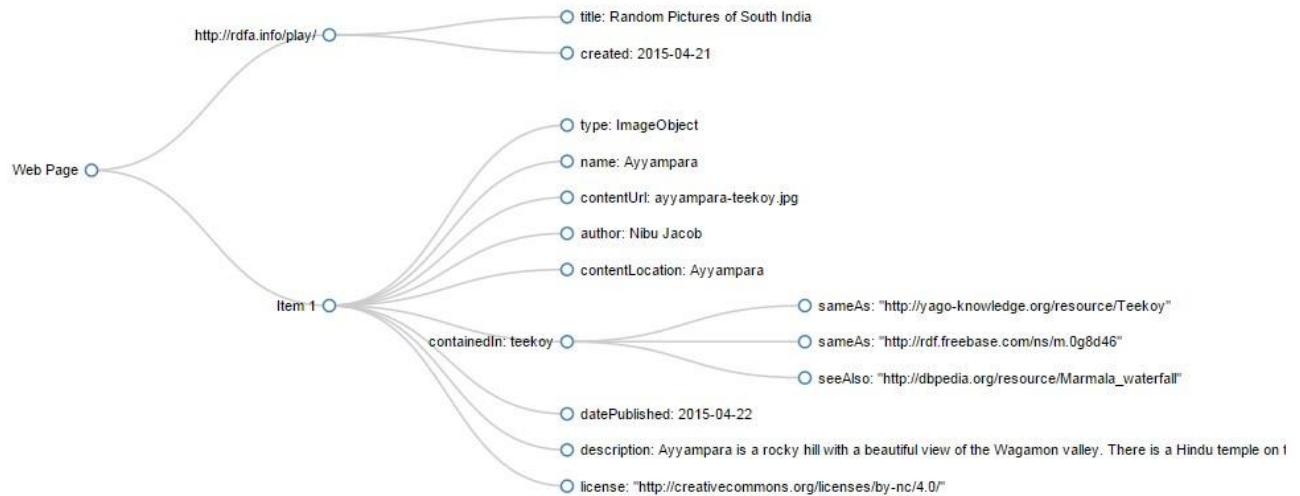 http://rdfa.info/play/
title: Random Pictures of South India
created: 2015-04-21
Web Page
Item 1
type: ImageObject
name: Ayyampara
contentUrl: ayyampara-teekoy.jpg
author: Nibu Jacob
contentLocation: Ayyampara
containedIn: teekoy
sameAs: "http://yago-knowledge.org/resource/Teekoy"
sameAs: "http://rdf.freebase.com/ns/m.0g8d46"
seeAlso: "http://dbpedia.org/resource/Marmala_waterfall"
datePublished: 2015-04-22
description: Ayyampara is a rocky hill with a beautiful view of the Wagamon valley. There is a Hindu temple on
license: "http://creativecommons.org/licenses/by-nc/4.0/"